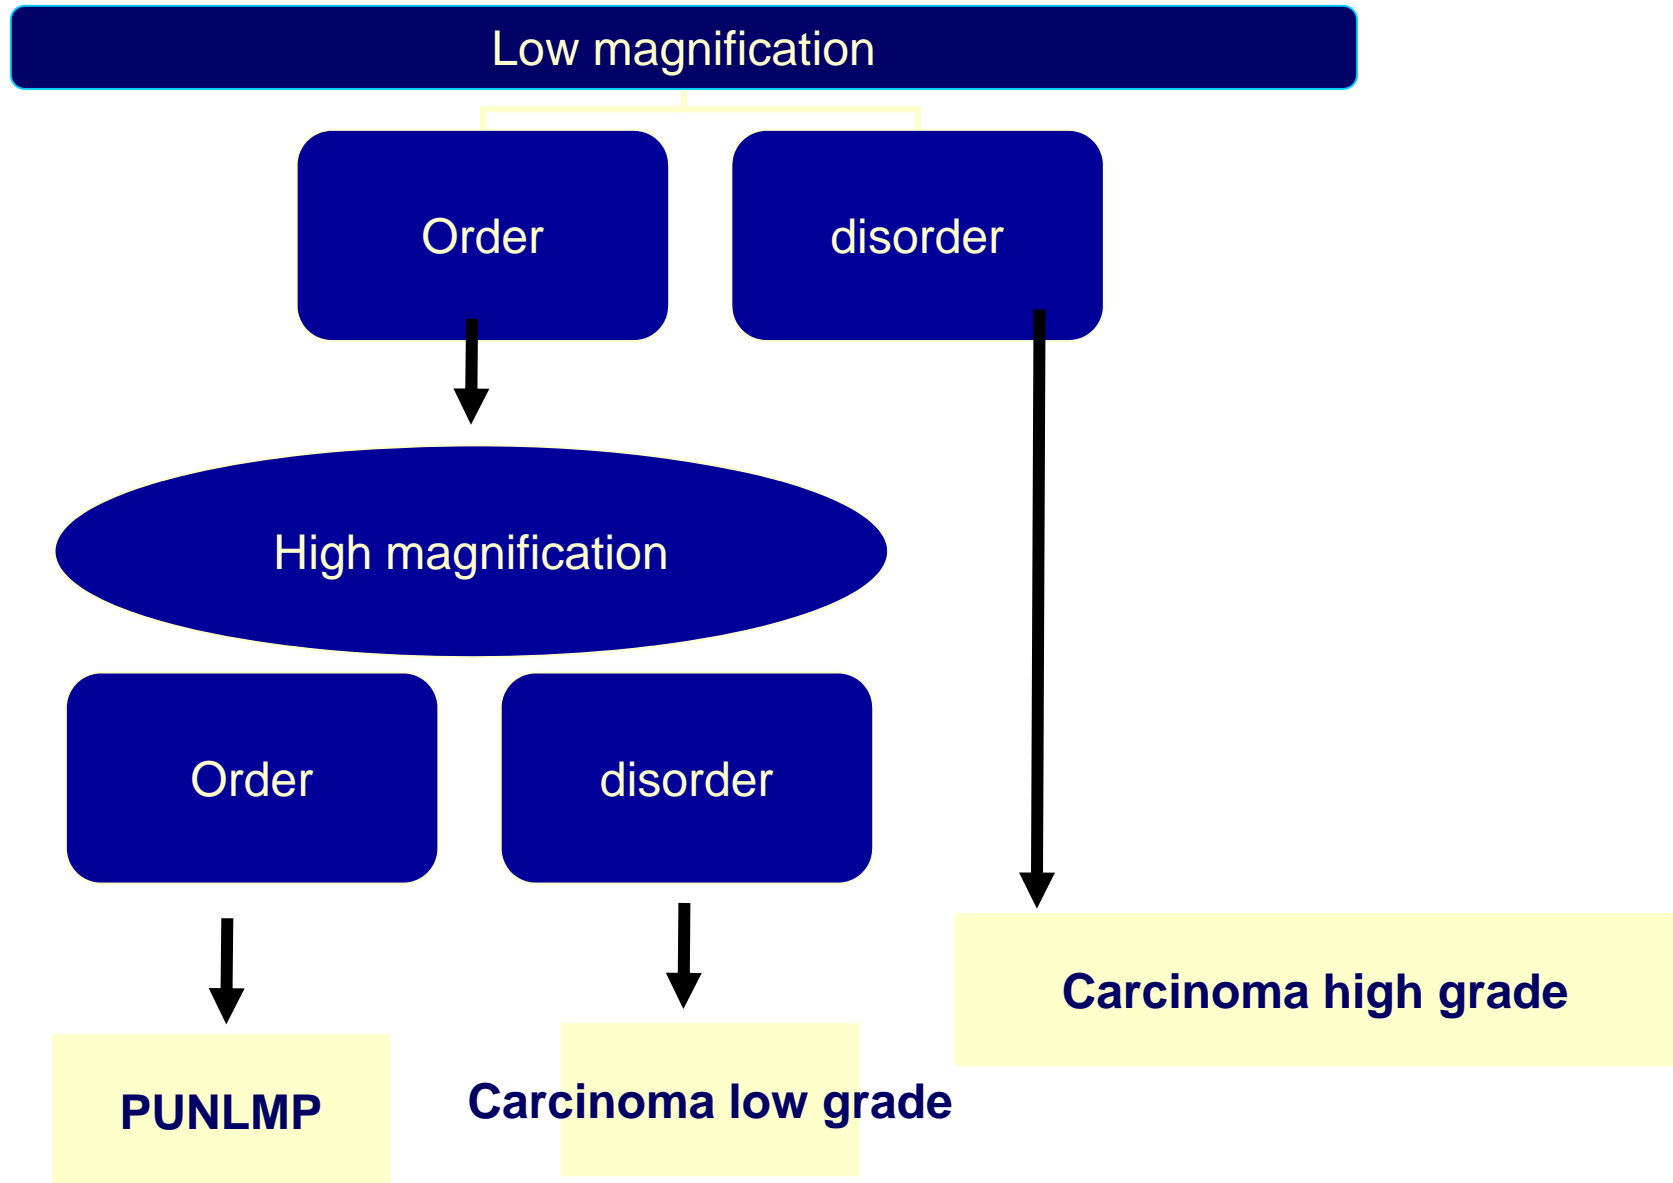 Low magnification
Order
disorder
High magnification
Order
disorder
Carcinoma high grade
PUNLMP
Carcinoma low grade